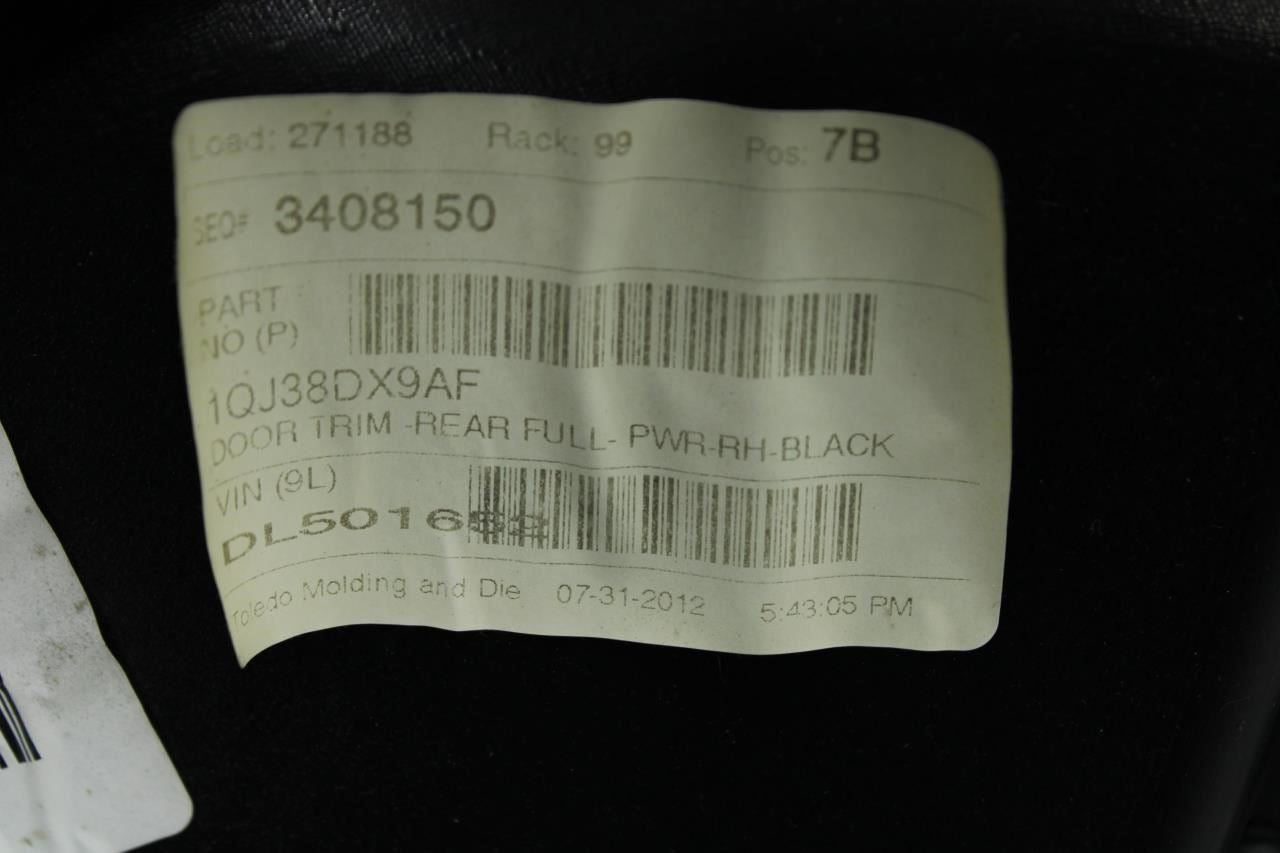 Load: 271188 Rack: 99 Pos: 7B
SEQ# 3408150
PART
NO (P)
1QJ38DX9AF
DOOR TRIM -REAR FULL- PWR-RH-BLACK
VIN (9L)
Toledo Molding and Die 07-31-2012 5:43:05 PM